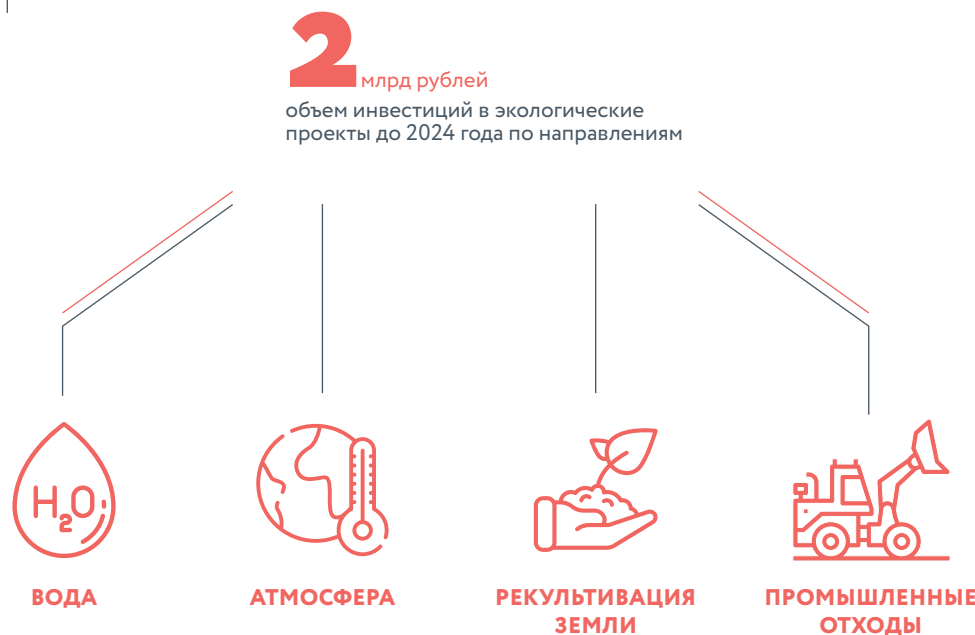 2 млрд рублей
объем инвестиций в экологические
проекты до 2024 года по направлениям
H₂O
ВОДА
АТМОСФЕРА
РЕКУЛЬТИВАЦИЯ
ЗЕМЛИ
ПРОМЫШЛЕННЫЕ
ОТХОДЫ